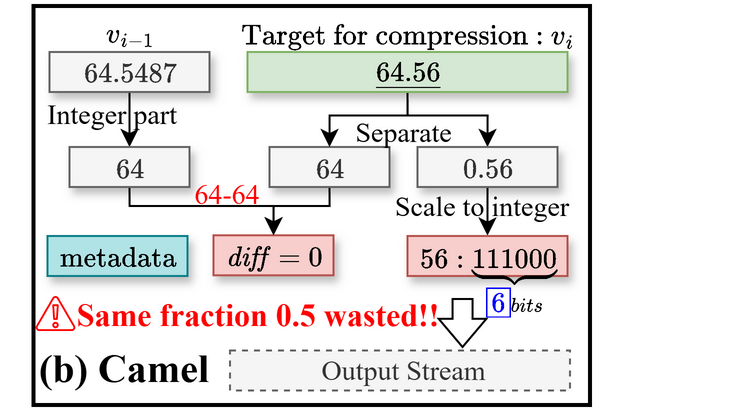 v_{i−1}
Target for compression : v_i
64.5487
64.56
Integer part
Separate
64
64
0.56
64-64
Scale to integer
metadata
diff = 0
56 : 111000
6 bits
Same fraction 0.5 wasted!!
(b) Camel
Output Stream